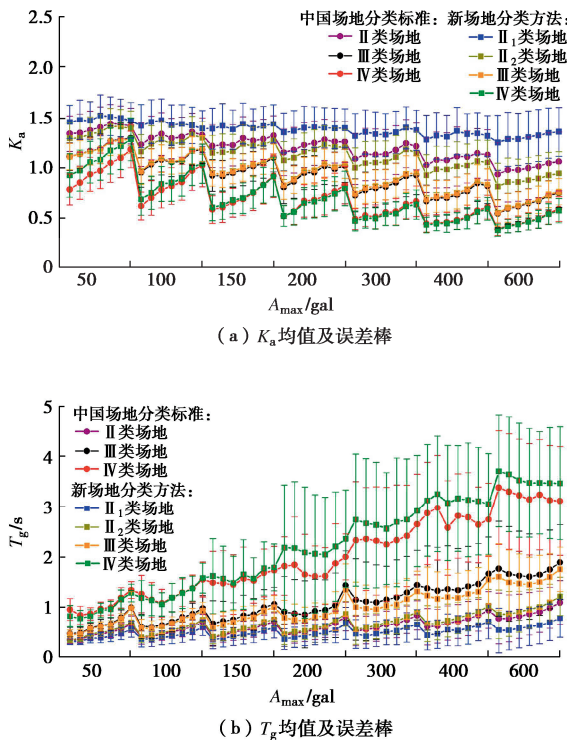 中国场地分类标准: 新场地分类方法:
Ⅱ类场地 Ⅱ1类场地
Ⅲ类场地 Ⅱ2类场地
Ⅳ类场地 Ⅲ类场地
Ⅳ类场地
2.5
2.0
1.5
1.0
0.5
0
Ka
50 100 150 200 300 400 600
Amax/gal
(a)Ka均值及误差棒
中国场地分类标准:
Ⅱ类场地
Ⅲ类场地
Ⅳ类场地
新场地分类方法:
Ⅱ1类场地
Ⅱ2类场地
Ⅲ类场地
Ⅳ类场地
5
4
3
2
1
0
Tg/s
50 100 150 200 300 400 600
Amax/gal
(b)Tg均值及误差棒